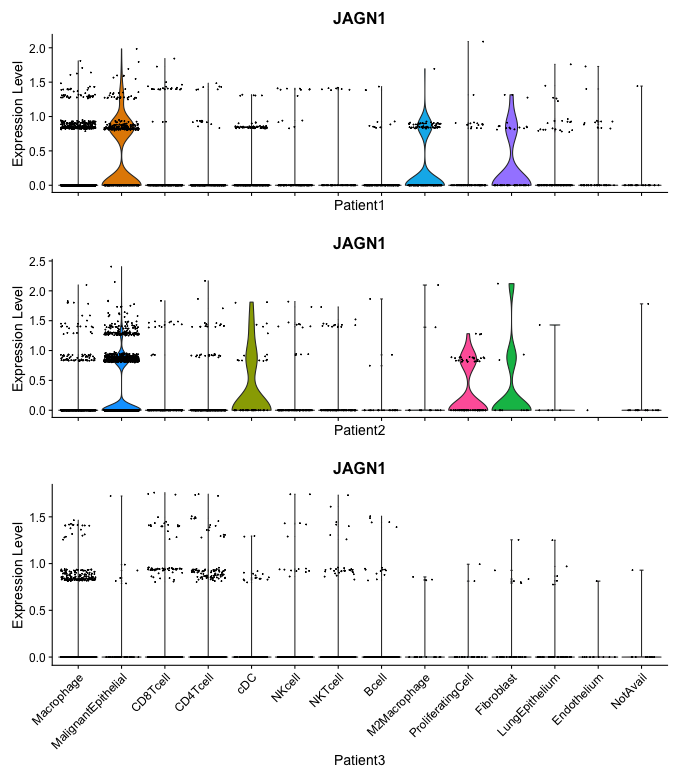 JAGN1
Expression Level
2.0
1.5
1.0
0.5
0.0
Patient1
JAGN1
Expression Level
2.5
2.0
1.5
1.0
0.5
0.0
Patient2
JAGN1
Expression Level
1.5
1.0
0.5
0.0
Macrophage
MalignantEpithelial
CD8Tcell
CD4Tcell
cDC
NKcell
NKTcell
Bcell
M2Macrophage
ProliferatingCell
Fibroblast
LungEpithelium
Endothelium
NotAvail
Patient3